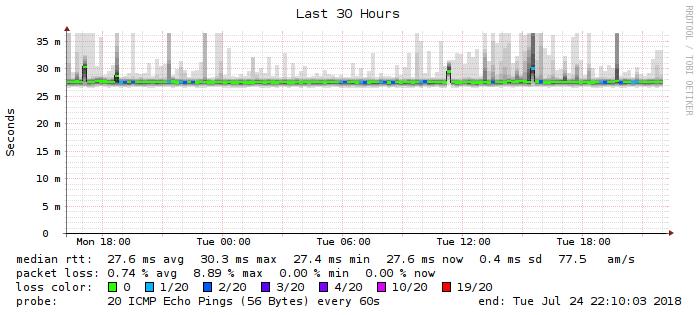 Last 30 Hours
RRDTOOL / TOBI OETIKER
Seconds
35 m
30 m
25 m
20 m
15 m
10 m
5 m
0
Mon 18:00 Tue 00:00 Tue 06:00 Tue 12:00 Tue 18:00
median rtt: 27.6 ms avg 30.3 ms max 27.4 ms min 27.6 ms now 0.4 ms sd 77.5 am/s
packet loss: 0.74 % avg 8.89 % max 0.00 % min 0.00 % now
loss color: 0 1/20 2/20 3/20 4/20 10/20 19/20
probe: 20 ICMP Echo Pings (56 Bytes) every 60s end: Tue Jul 24 22:10:03 2018